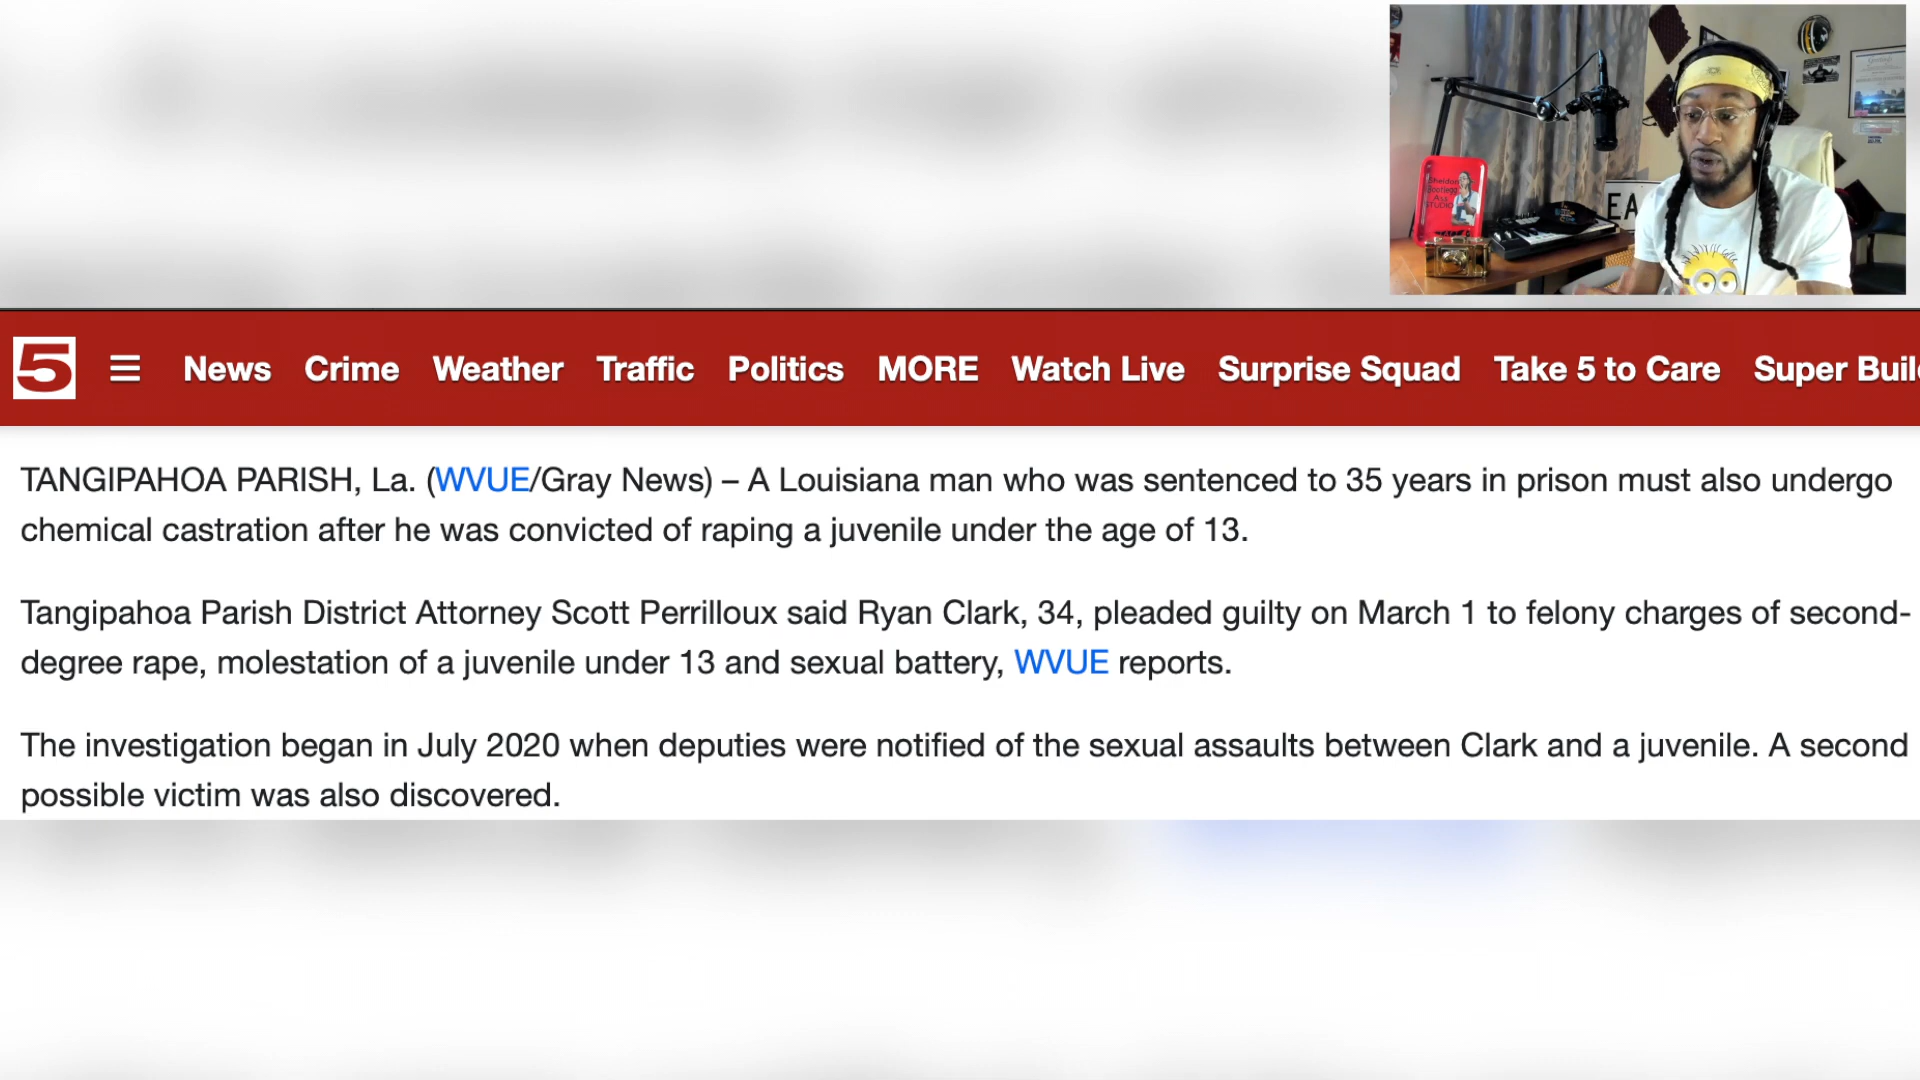 Sheldon
Bootlegg
Ass
STUDIO
EA
5 News Crime Weather Traffic Politics MORE Watch Live Surprise Squad Take 5 to Care Super Buil
TANGIPAHOA PARISH, La. (WVUE/Gray News) – A Louisiana man who was sentenced to 35 years in prison must also undergo
chemical castration after he was convicted of raping a juvenile under the age of 13.
Tangipahoa Parish District Attorney Scott Perrilloux said Ryan Clark, 34, pleaded guilty on March 1 to felony charges of second-
degree rape, molestation of a juvenile under 13 and sexual battery, WVUE reports.
The investigation began in July 2020 when deputies were notified of the sexual assaults between Clark and a juvenile. A second
possible victim was also discovered.